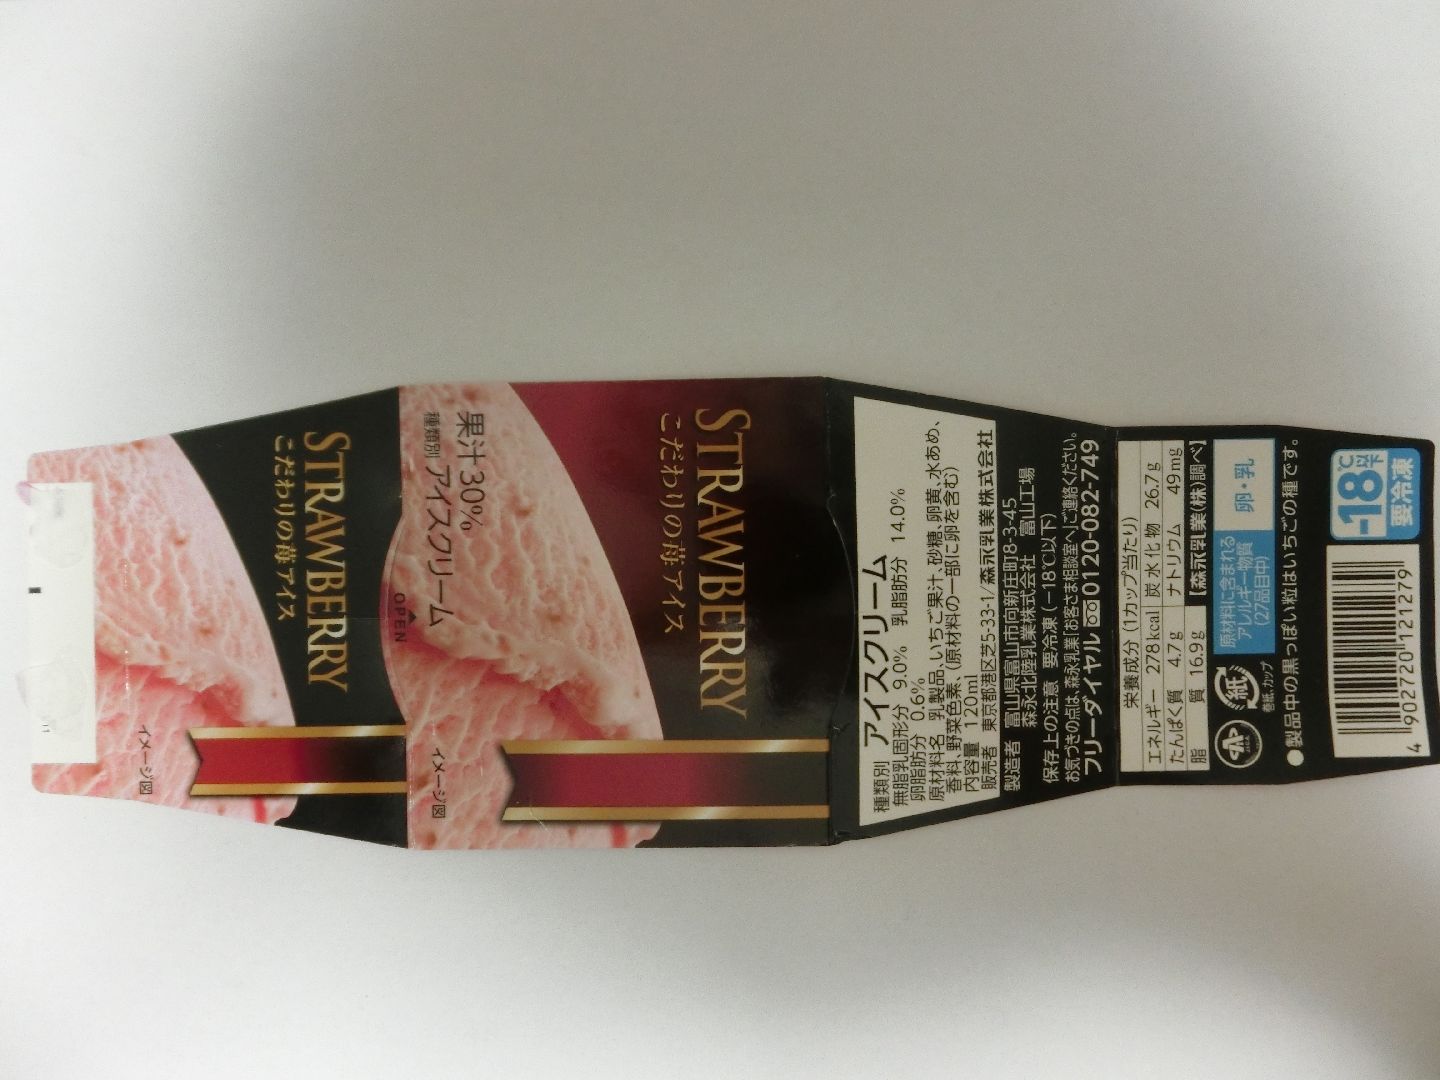 STRAWBERRY
こだわりの苺アイス
イメージ図
OPEN
果汁30%
種類別 アイスクリーム
イメージ図
STRAWBERRY
こだわりの苺アイス
種類別 アイスクリーム
無脂乳固形分 9.0% 乳脂肪分 14.0%
卵脂肪分 0.6%
原材料名 乳製品、いちご果汁、砂糖、卵黄、水あめ、
香料、野菜色素、(原材料の一部に卵を含む)
内容量 120ml
販売者 東京都港区芝5-33-1/森永乳業株式会社
製造者 富山県富山市向新庄町8-3-45
森永北陸乳業株式会社 富山工場
保存上の注意 要冷凍(-18℃以下)
お気づきの点は、森永乳業「お客さま相談室へ」ご連絡ください。
フリーダイヤル 0120-082-749
栄養成分(1カップ当たり)
エネルギー 278kcal 炭水化物 26.7g
たんぱく質 4.7g ナトリウム 49mg
脂質 16.9g 【森永乳業(株)調べ】
原材料に含まれる
アレルギー物質
(27品目中)
卵・乳
紙
巻紙、カップ
●製品中の黒っぽい粒はいちごの種です。
-18℃以下
要冷凍
4 902720 121279